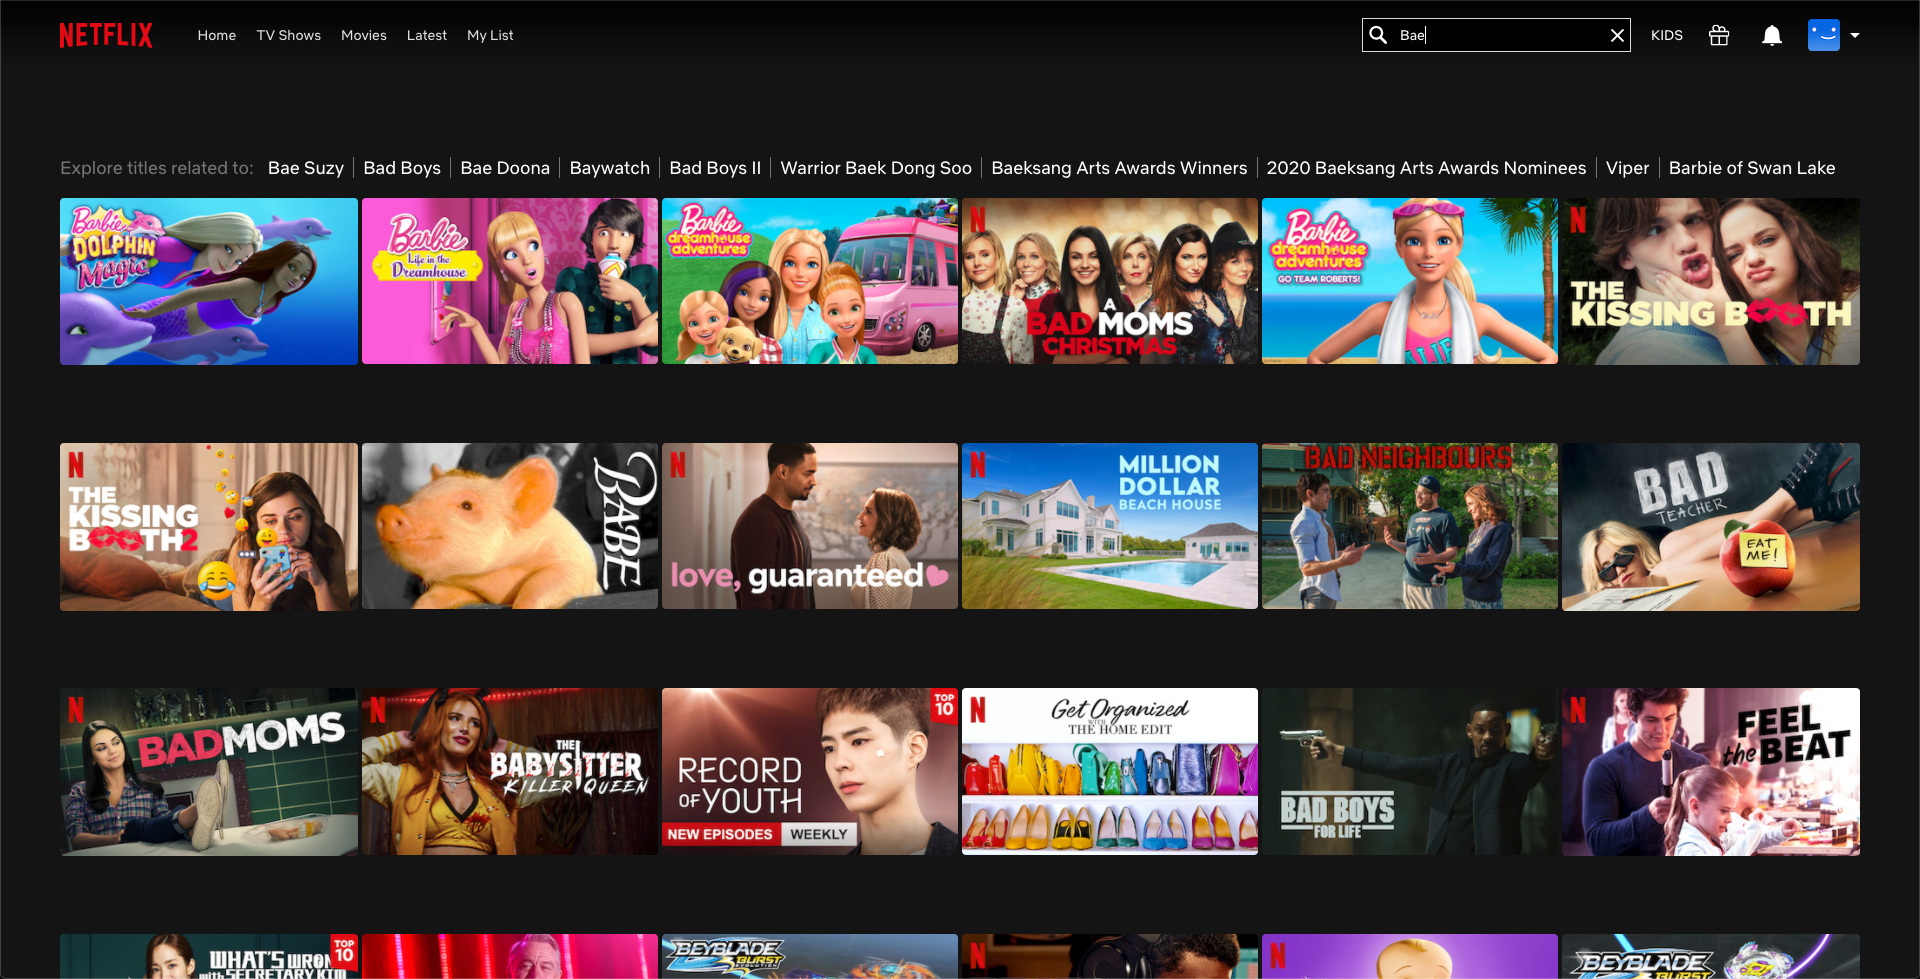 NETFLIX
Home
TV Shows
Movies
Latest
My List
Bae
KIDS
Explore titles related to:
Bae Suzy
Bad Boys
Bae Doona
Baywatch
Bad Boys II
Warrior Baek Dong Soo
Baeksang Arts Awards Winners
2020 Baeksang Arts Awards Nominees
Viper
Barbie of Swan Lake
Barbie
DOLPHIN
Magic
Barbie
Life in the
Dreamhouse
Barbie
dreamhouse
adventures
N
A
BAD MOMS
CHRISTMAS
Barbie
dreamhouse
adventures
GO TEAM ROBERTS!
N
THE
KISSING BOOTH
N
THE
KISSING
BOOTH 2
BABE
N
love, guaranteed
N
MILLION
DOLLAR
BEACH HOUSE
BAD NEIGHBOURS
BAD
TEACHER
EAT
ME!
N
BAD MOMS
N
THE
BABYSITTER
KILLER QUEEN
TOP
10
RECORD
OF YOUTH
NEW EPISODES
WEEKLY
N
Get Organized
WITH
THE HOME EDIT
BAD BOYS
FOR LIFE
N
FEEL
the BEAT
TOP
10
WHAT'S WRONG
with SECRETARY KIM
BEYBLADE
BURST
EVOLUTION
N
N
BEYBLADE
BURST